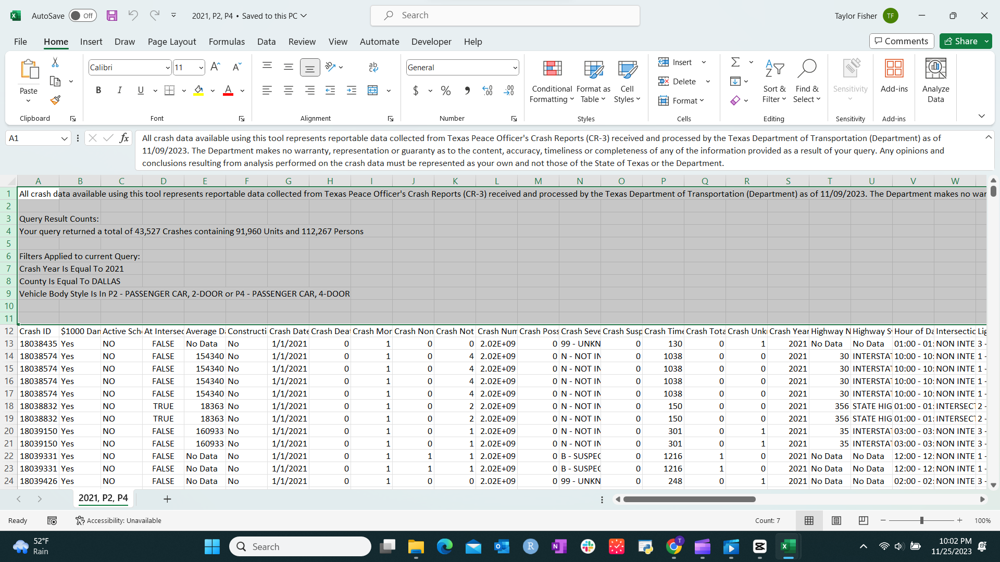 AutoSave Off 2021, P2, P4 • Saved to this PC Search Taylor Fisher TF
File Home Insert Draw Page Layout Formulas Data Review View Automate Developer Help Comments Share
Calibri 11 General Insert
Paste B I U A $ % Conditional Formatting Format as Table Cell Styles Delete Format Sort & Filter Find & Select Sensitivity Add-ins Analyze Data
Clipboard Font Alignment Number Styles Cells Editing Sensitivity Add-ins
A1 fx All crash data available using this tool represents reportable data collected from Texas Peace Officer's Crash Reports (CR-3) received and processed by the Texas Department of Transportation (Department) as of
11/09/2023. The Department makes no warranty, representation or guaranty as to the content, accuracy, timeliness or completeness of any of the information provided as a result of your query. Any opinions and
conclusions resulting from analysis performed on the crash data must be represented as your own and not those of the State of Texas or the Department.
A B C D E F G H I J K L M N O P Q R S T U V W
1 All crash data available using this tool represents reportable data collected from Texas Peace Officer's Crash Reports (CR-3) received and processed by the Texas Department of Transportation (Department) as of 11/09/2023. The Department makes no war
2
3 Query Result Counts:
4 Your query returned a total of 43,527 Crashes containing 91,960 Units and 112,267 Persons
5
6 Filters Applied to current Query:
7 Crash Year Is Equal To 2021
8 County Is Equal To DALLAS
9 Vehicle Body Style Is In P2 - PASSENGER CAR, 2-DOOR or P4 - PASSENGER CAR, 4-DOOR
10
11
12 Crash ID $1000 Dan Active Sch At Intersec Average Da Constructi Crash Date Crash Deat Crash Mor Crash Non Crash Not Crash Num Crash Poss Crash Seve Crash Susp Crash Time Crash Tota Crash Unk Crash Year Highway N Highway S Hour of Da Intersectic Lig
13 18038435 Yes NO FALSE No Data No 1/1/2021 0 1 0 0 2.02E+09 0 99 - UNKN 0 130 0 1 2021 No Data No Data 01:00 - 01: NON INTE 3 -
14 18038574 Yes NO FALSE 154340 No 1/1/2021 0 1 0 4 2.02E+09 0 N - NOT IN 0 1038 0 0 2021 30 INTERSTAT 10:00 - 10: NON INTE 1 -
15 18038574 Yes NO FALSE 154340 No 1/1/2021 0 1 0 4 2.02E+09 0 N - NOT IN 0 1038 0 0 2021 30 INTERSTAT 10:00 - 10: NON INTE 1 -
16 18038574 Yes NO FALSE 154340 No 1/1/2021 0 1 0 4 2.02E+09 0 N - NOT IN 0 1038 0 0 2021 30 INTERSTAT 10:00 - 10: NON INTE 1 -
17 18038574 Yes NO FALSE 154340 No 1/1/2021 0 1 0 4 2.02E+09 0 N - NOT IN 0 1038 0 0 2021 30 INTERSTAT 10:00 - 10: NON INTE 1 -
18 18038832 Yes NO TRUE 18363 No 1/1/2021 0 1 0 2 2.02E+09 0 N - NOT IN 0 150 0 0 2021 356 STATE HIG 01:00 - 01: INTERSECT 2 -
19 18038832 Yes NO TRUE 18363 No 1/1/2021 0 1 0 2 2.02E+09 0 N - NOT IN 0 150 0 0 2021 356 STATE HIG 01:00 - 01: INTERSECT 2 -
20 18039150 Yes NO FALSE 160933 No 1/1/2021 0 1 0 1 2.02E+09 0 N - NOT IN 0 301 0 1 2021 35 INTERSTAT 03:00 - 03: NON INTE 3 -
21 18039150 Yes NO FALSE 160933 No 1/1/2021 0 1 0 1 2.02E+09 0 N - NOT IN 0 301 0 1 2021 35 INTERSTAT 03:00 - 03: NON INTE 3 -
22 18039331 Yes NO FALSE No Data No 1/1/2021 0 1 1 1 2.02E+09 0 B - SUSPEC 0 1216 1 0 2021 No Data No Data 12:00 - 12: NON INTE 1 -
23 18039331 Yes NO FALSE No Data No 1/1/2021 0 1 1 1 2.02E+09 0 B - SUSPEC 0 1216 1 0 2021 No Data No Data 12:00 - 12: NON INTE 1 -
24 18039426 Yes NO FALSE No Data No 1/1/2021 0 1 0 0 2.02E+09 0 99 - UNKN 0 248 0 1 2021 No Data No Data 02:00 - 02: NON INTE 3 -
2021, P2, P4
Ready Accessibility: Unavailable Count: 7 100%
52°F Rain Search 10:02 PM 11/25/2023